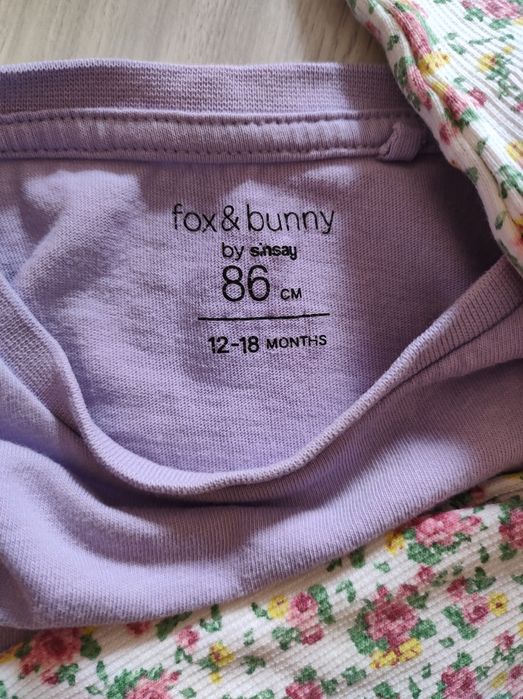 fox & bunny
by sinsay
86 CM
12-18 MONTHS